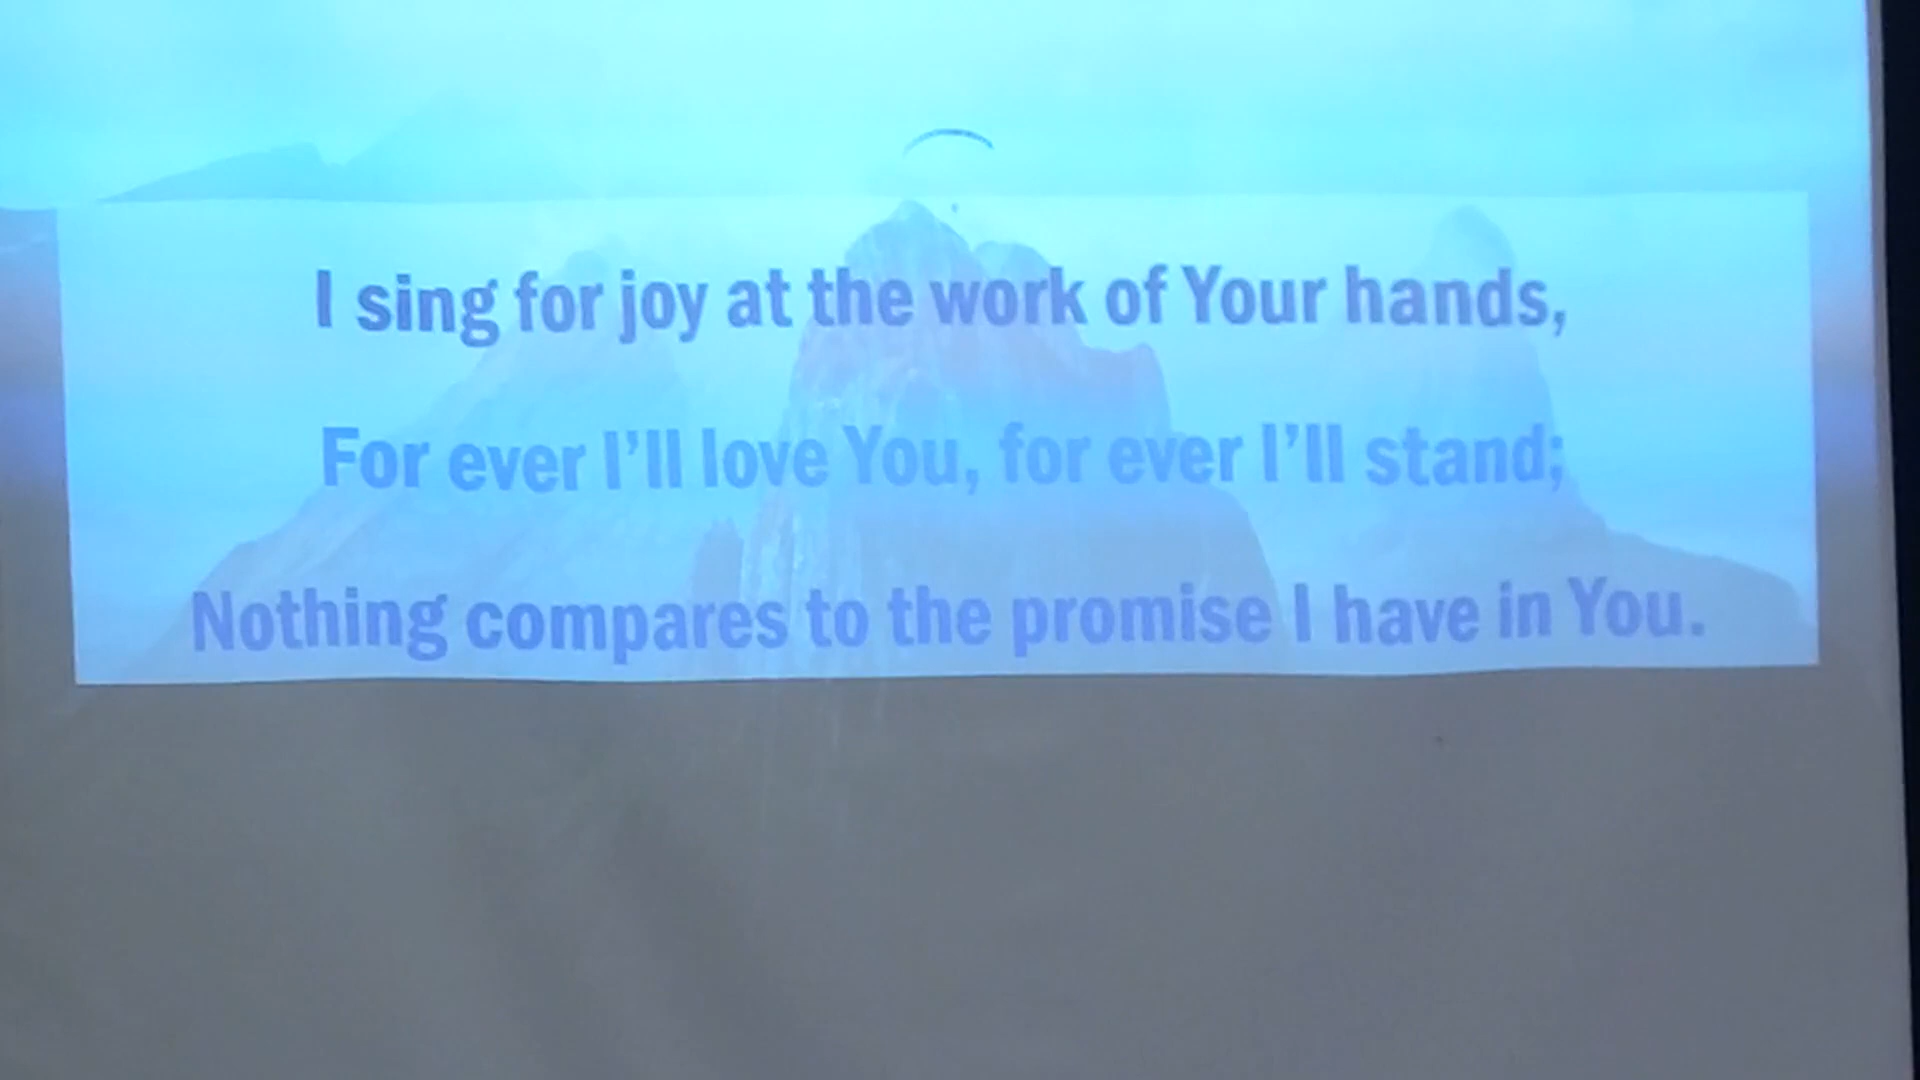 I sing for joy at the work of Your hands,
For ever I’ll love You, for ever I’ll stand;
Nothing compares to the promise I have in You.